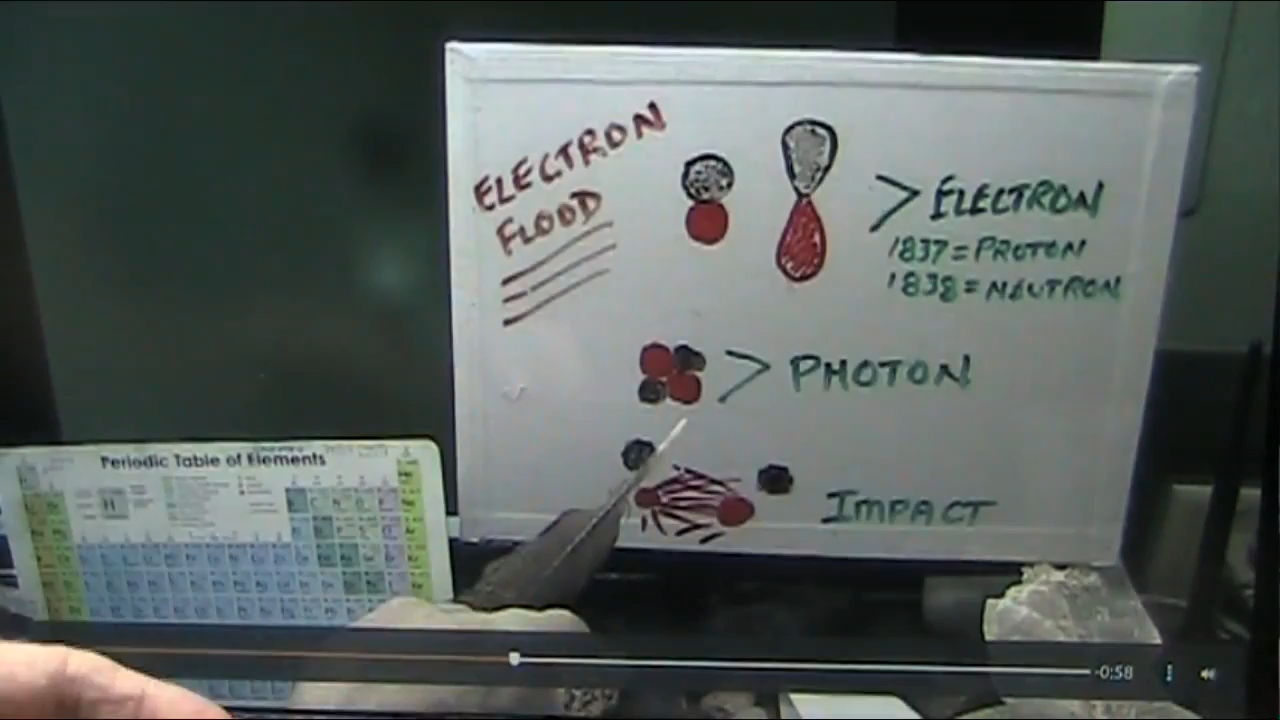 ELECTRON
FLOOD
> ELECTRON
1837 = PROTON
1838 = NEUTRON
> PHOTON
IMPACT
Periodic Table of Elements
-0:58